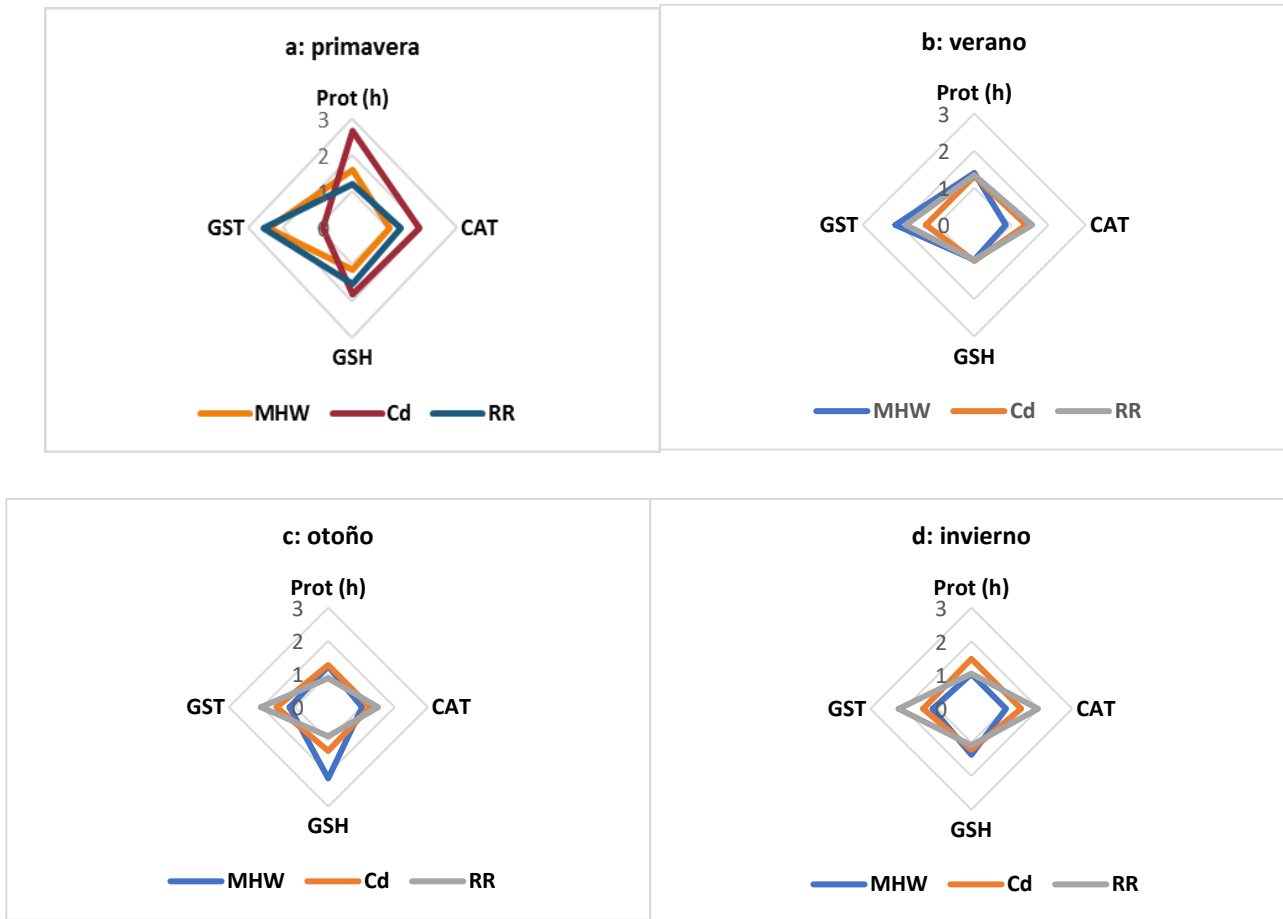 a: primavera
Prot (h)
3
2
1
0
GST
CAT
GSH
MHW Cd RR
b: verano
Prot (h)
3
2
1
0
GST
CAT
GSH
MHW Cd RR
c: otoño
Prot (h)
3
2
1
0
GST
CAT
GSH
MHW Cd RR
d: invierno
Prot (h)
3
2
1
0
GST
CAT
GSH
MHW Cd RR